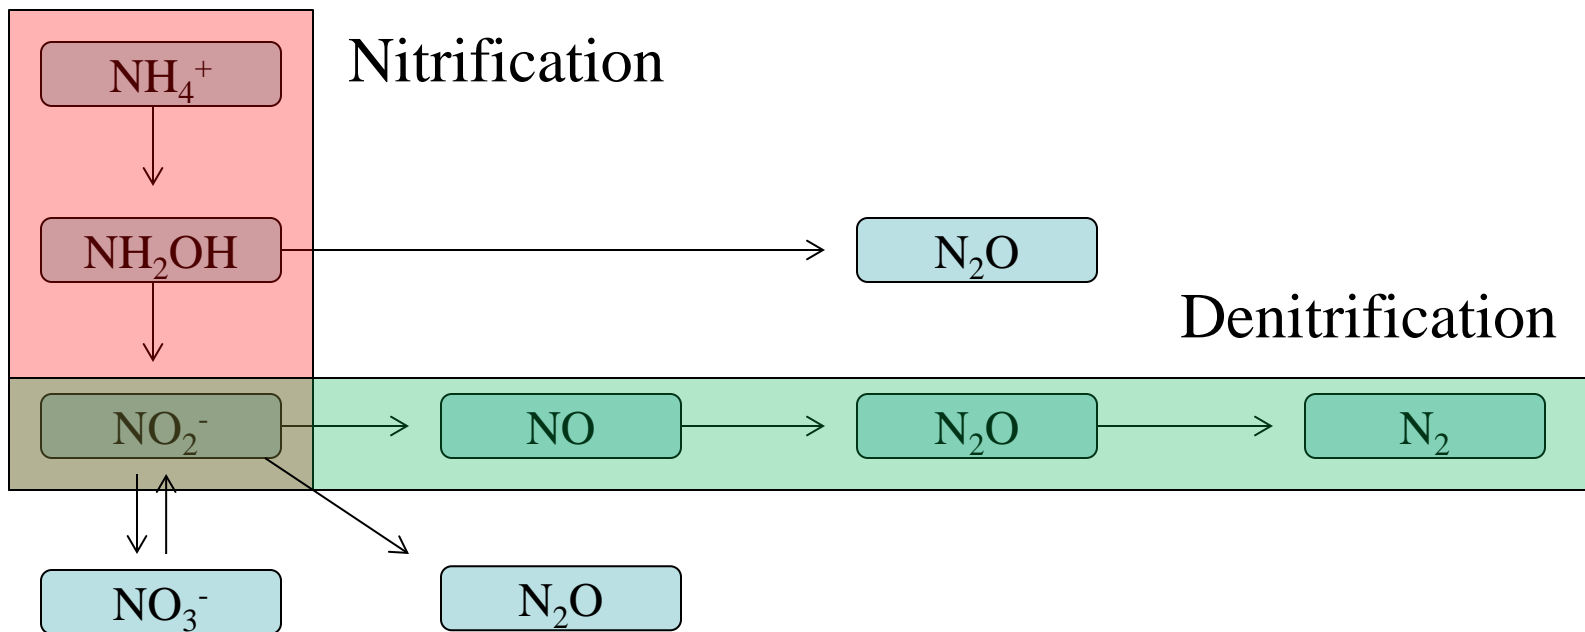 NH₄⁺
Nitrification
NH₂OH
N₂O
Denitrification
NO₂⁻
NO
N₂O
N₂
NO₃⁻
N₂O